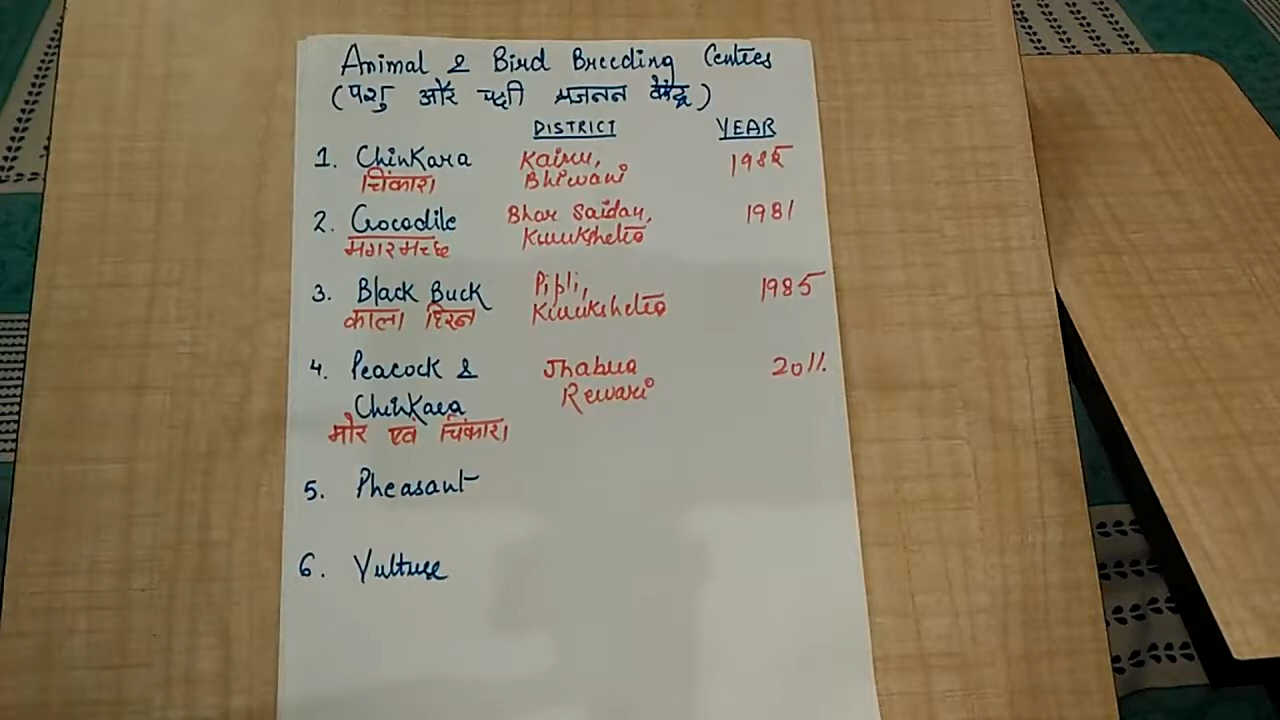 Animal & Bird Breeding Centres
(पशु और पक्षी प्रजनन केंद्र)
DISTRICT YEAR
1. Chinkara Kairu, 1985
चिंकारा Bhiwani
2. Crocodile Bhor Saidan, 1981
मगरमच्छ Kurukshetra
3. Black Buck Pipli, 1985
काला हिरन Kurukshetra
4. Peacock & Jhabua 2011.
Chinkara Rewari
मोर एवं चिंकारा
5. Pheasant
6. Vulture